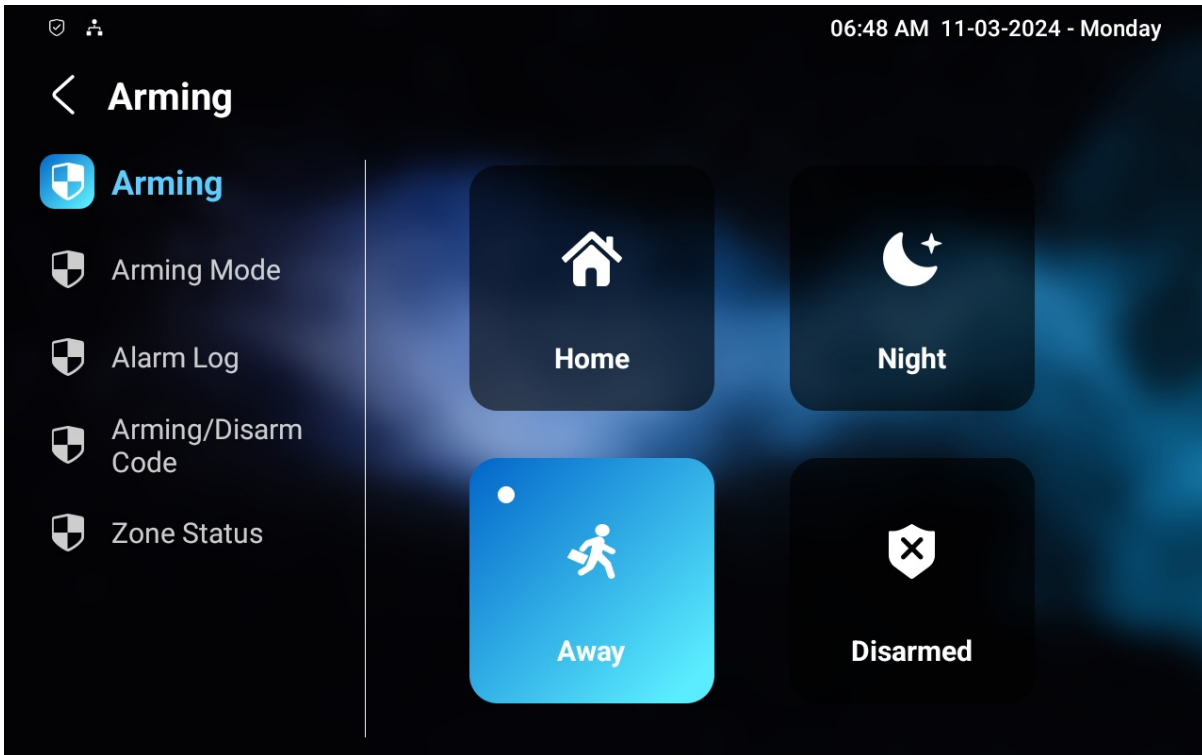 06:48 AM 11-03-2024 - Monday
Arming
Arming
Arming Mode
Alarm Log
Arming/Disarm
Code
Zone Status
Home
Night
Away
Disarmed